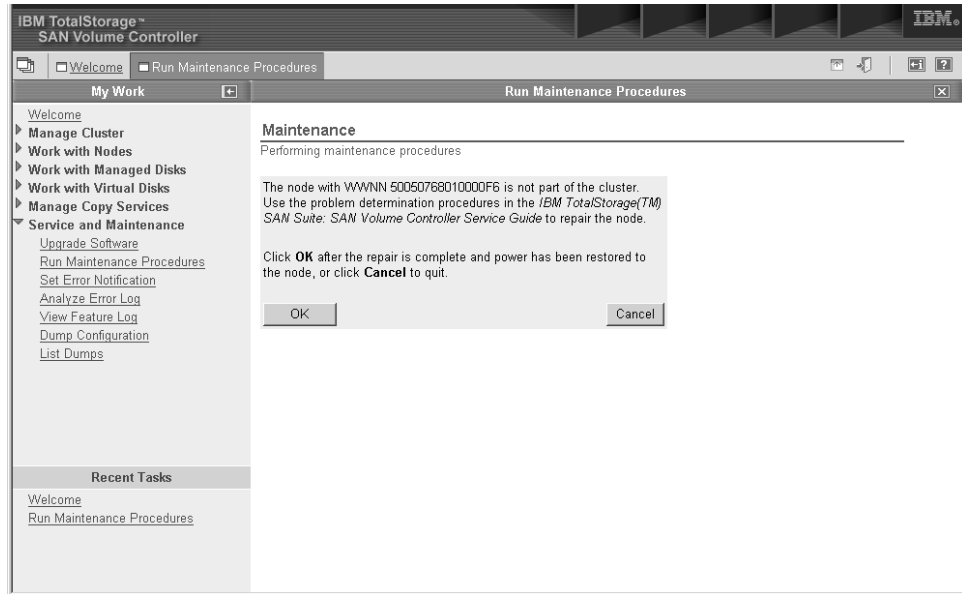 IBM TotalStorage™
SAN Volume Controller
IBM®
Welcome
Run Maintenance Procedures
My Work
Run Maintenance Procedures
Welcome
Manage Cluster
Work with Nodes
Work with Managed Disks
Work with Virtual Disks
Manage Copy Services
Service and Maintenance
Upgrade Software
Run Maintenance Procedures
Set Error Notification
Analyze Error Log
View Feature Log
Dump Configuration
List Dumps
Recent Tasks
Welcome
Run Maintenance Procedures
Maintenance
Performing maintenance procedures
The node with WWNN 50050768010000F6 is not part of the cluster.
Use the problem determination procedures in the IBM TotalStorage(TM)
SAN Suite: SAN Volume Controller Service Guide to repair the node.
Click OK after the repair is complete and power has been restored to
the node, or click Cancel to quit.
OK
Cancel